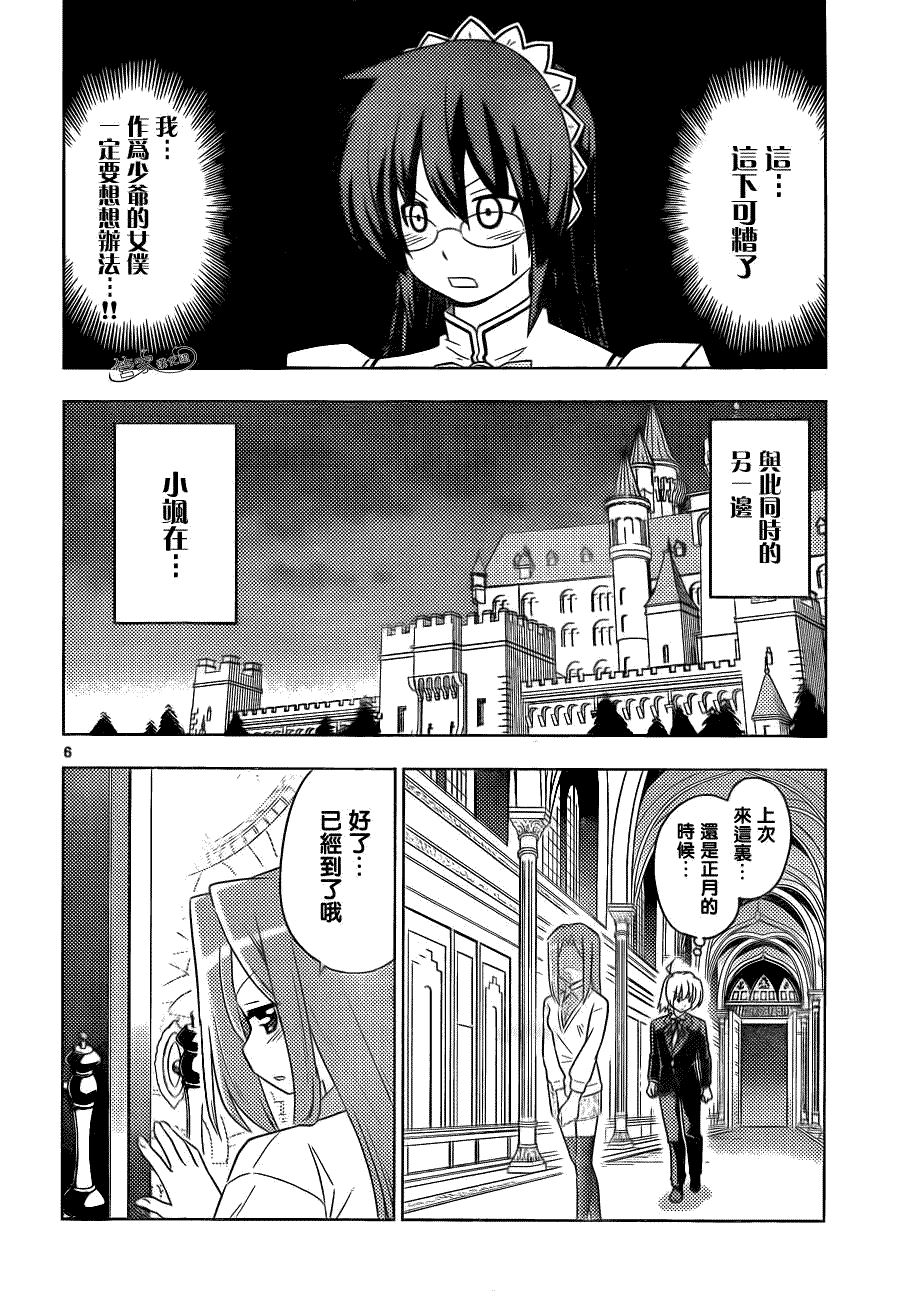 這…
這下可糟了
我…
作爲少爺的女僕
一定要想想辦法…!!
與此同時的
另一邊
小颯在…
6
上次
來這裏…
還是正月的
時候…
好了…
已經到了哦